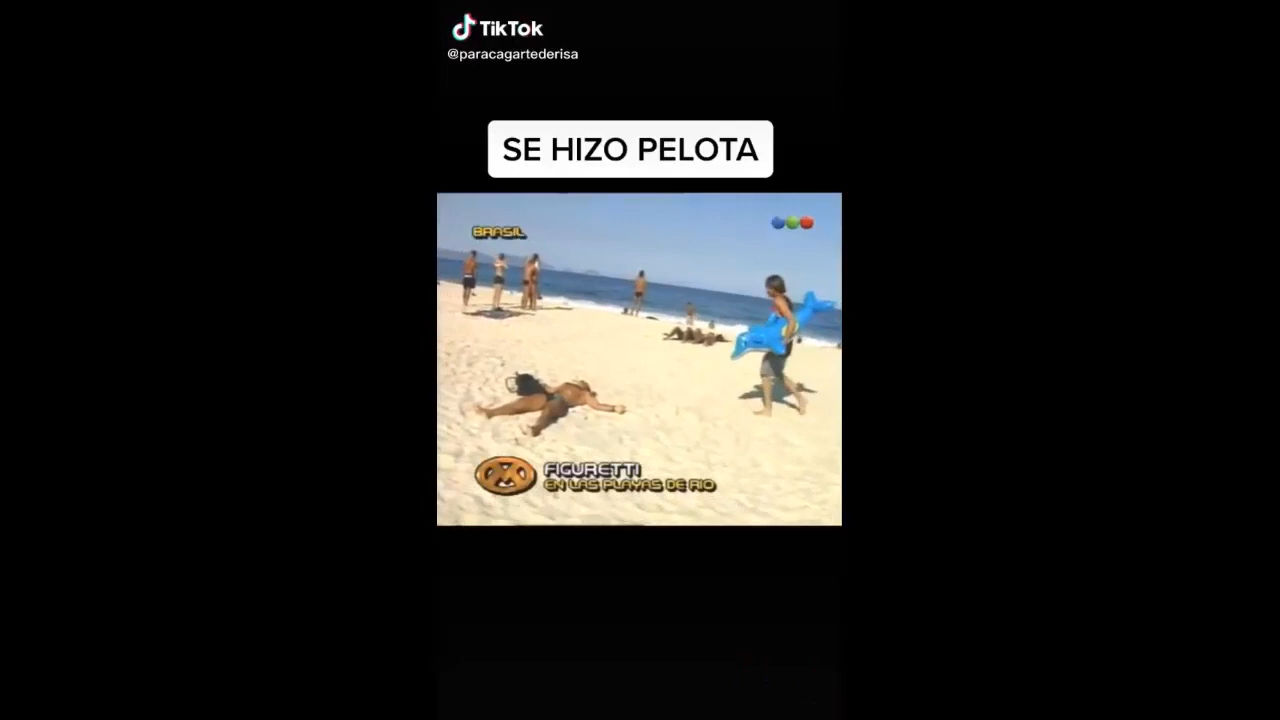 TikTok
@paracagartederisa
SE HIZO PELOTA
BRASIL
FIGURETTI
EN LAS PLAYAS DE RIO